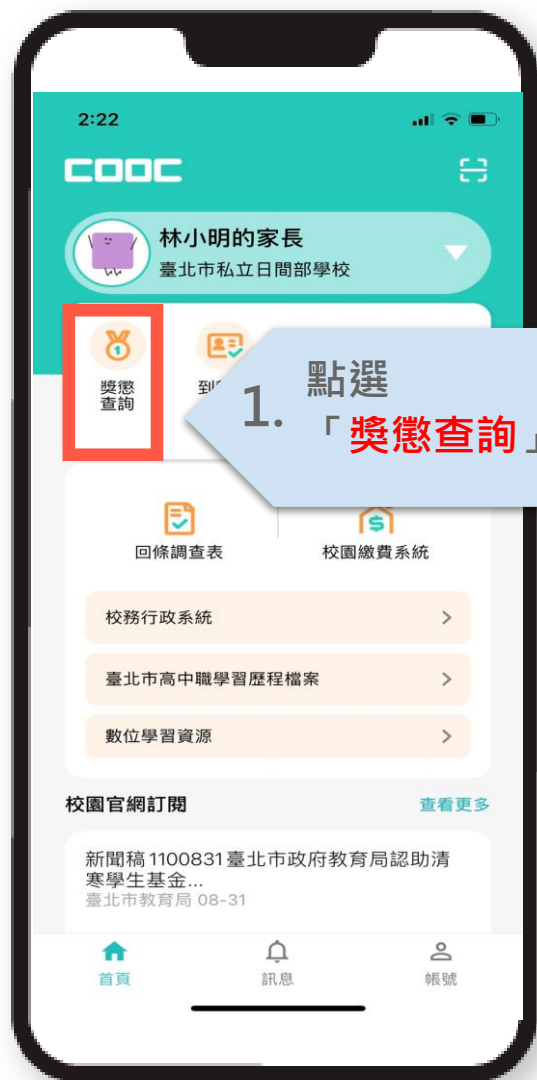 2:22
COOC
林小明的家長
臺北市私立日間部學校
獎懲
查詢
到
1. 點選
「獎懲查詢」
回條調查表
校園繳費系統
校務行政系統
臺北市高中職學習歷程檔案
數位學習資源
校園官網訂閱
查看更多
新聞稿1100831臺北市政府教育局認助清
寒學生基金...
臺北市教育局 08-31
首頁
訊息
帳號